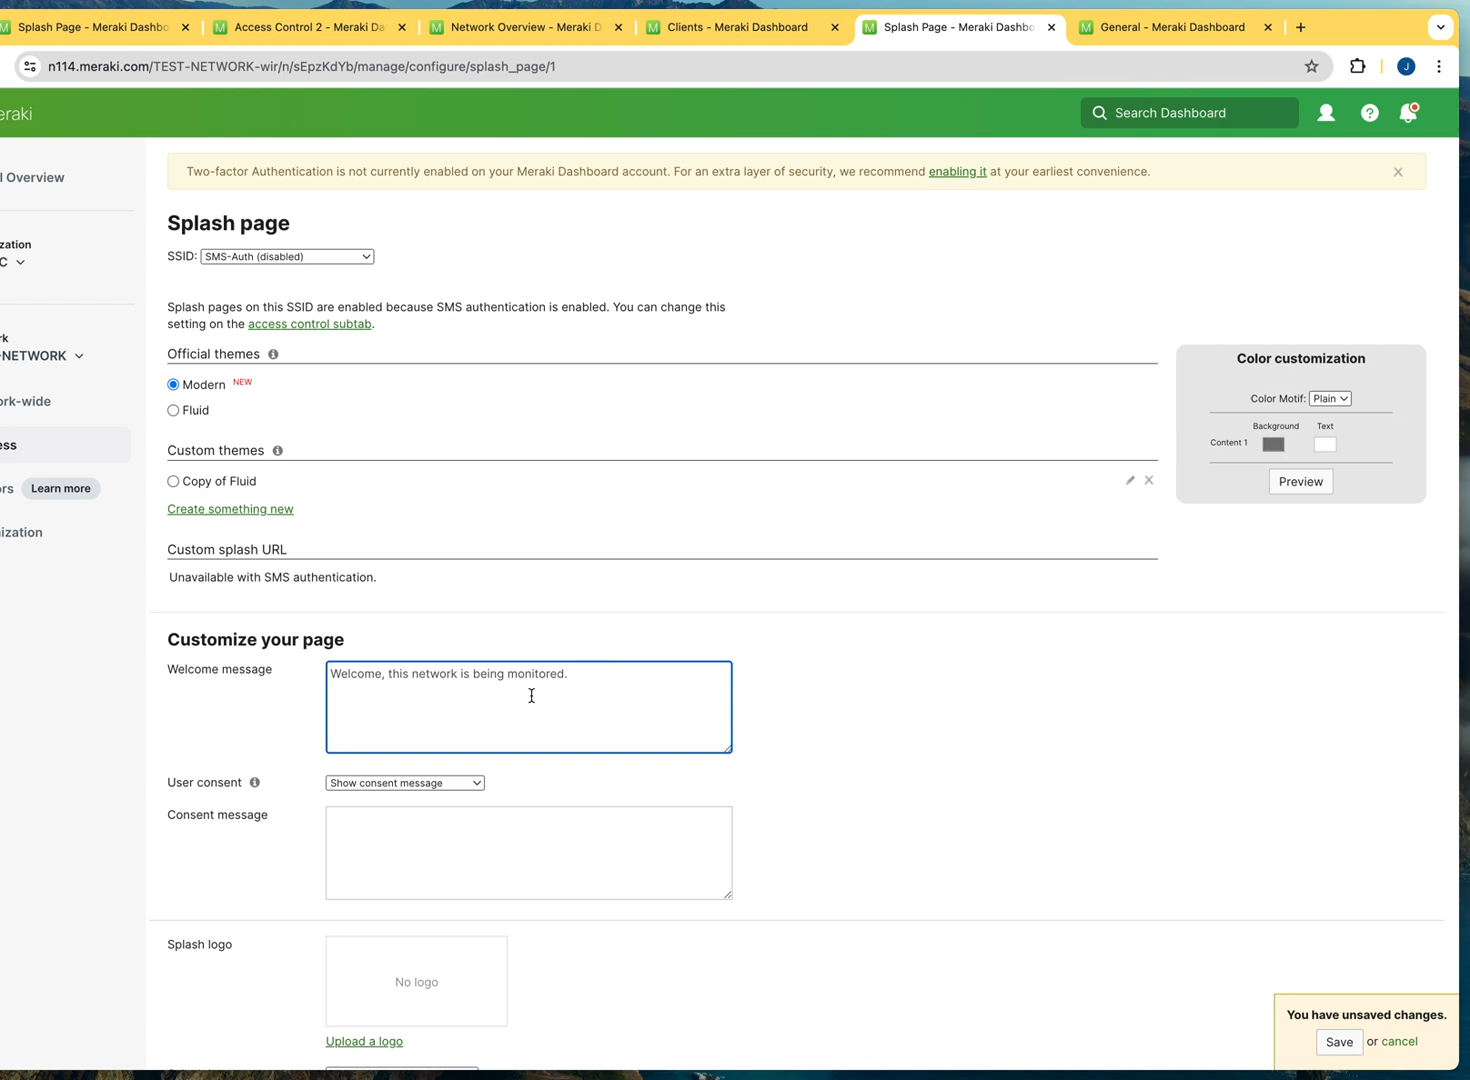 Splash Page - Meraki Dashbo
Access Control 2 - Meraki Da
Network Overview - Meraki D
Clients - Meraki Dashboard
Splash Page - Meraki Dashbo
General - Meraki Dashboard
n114.meraki.com/TEST-NETWORK-wir/n/sEpzKdYb/manage/configure/splash_page/1
J
eraki
Search Dashboard
l Overview
zation
C
rk
-NETWORK
ork-wide
ess
ors Learn more
ization
Two-factor Authentication is not currently enabled on your Meraki Dashboard account. For an extra layer of security, we recommend enabling it at your earliest convenience.
Splash page
SSID: SMS-Auth (disabled)
Splash pages on this SSID are enabled because SMS authentication is enabled. You can change this
setting on the access control subtab.
Official themes
Modern NEW
Fluid
Custom themes
Copy of Fluid
Create something new
Custom splash URL
Unavailable with SMS authentication.
Color customization
Color Motif: Plain
Background Text
Content 1
Preview
Customize your page
Welcome message
Welcome, this network is being monitored.
User consent
Show consent message
Consent message
Splash logo
No logo
Upload a logo
You have unsaved changes.
Save or cancel